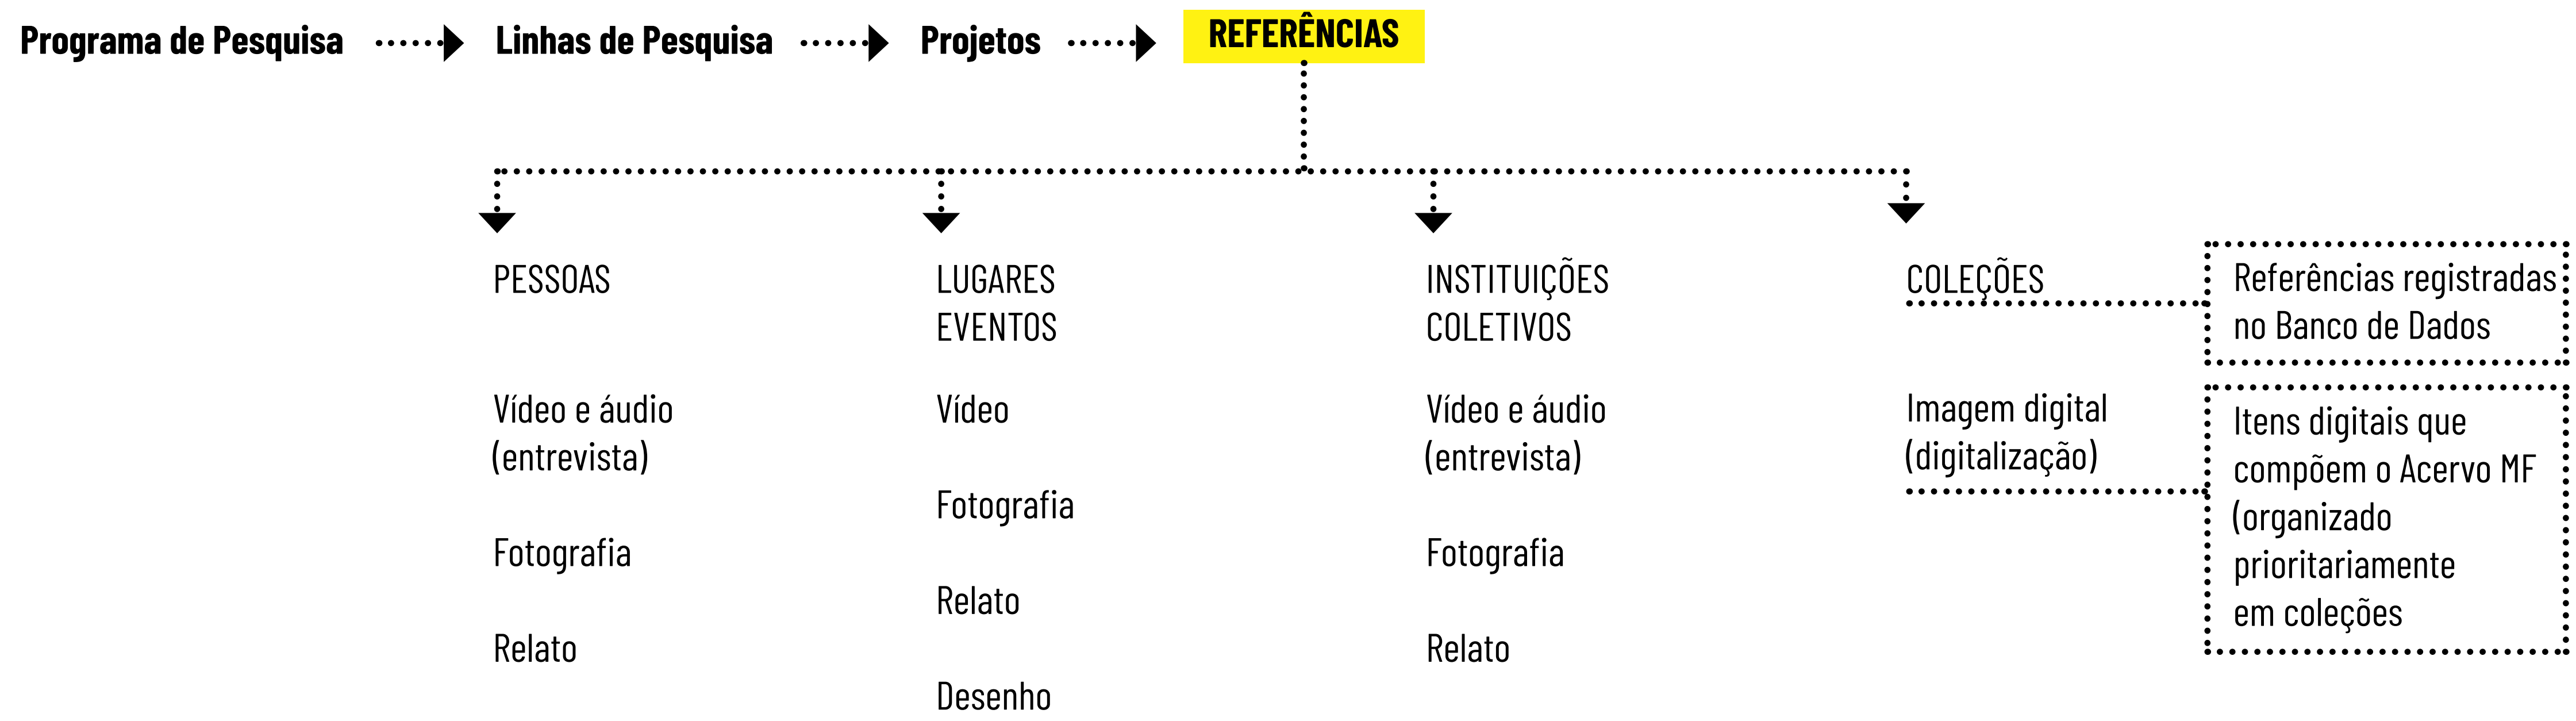 Programa de Pesquisa
Linhas de Pesquisa
Projetos
REFERÊNCIAS
PESSOAS
Vídeo e áudio
(entrevista)
Fotografia
Relato
LUGARES
EVENTOS
Vídeo
Fotografia
Relato
Desenho
INSTITUIÇÕES
COLETIVOS
Vídeo e áudio
(entrevista)
Fotografia
Relato
COLEÇÕES
Imagem digital
(digitalização)
Referências registradas
no Banco de Dados
Itens digitais que
compõem o Acervo MF
(organizado
prioritariamente
em coleções